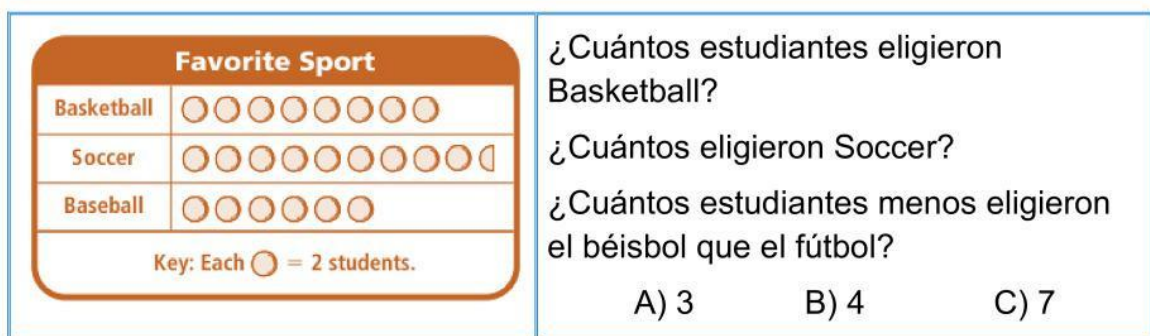 Favorite Sport
Basketball
Soccer
Baseball
Key: Each = 2 students.
¿Cuántos estudiantes eligieron
Basketball?
¿Cuántos eligieron Soccer?
¿Cuántos estudiantes menos eligieron
el béisbol que el fútbol?
A) 3 B) 4 C) 7